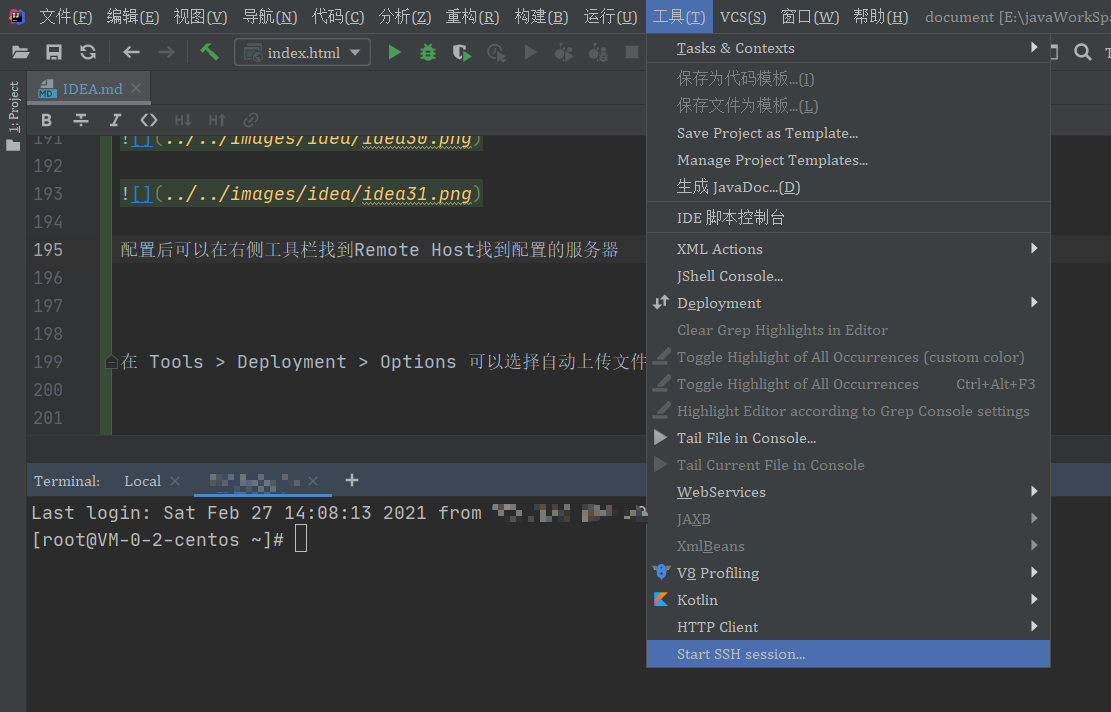 文件(F) 编辑(E) 视图(V) 导航(N) 代码(C) 分析(Z) 重构(R) 构建(B) 运行(U) 工具(T) VCS(S) 窗口(W) 帮助(H) document [E:\javaWorkSpa
index.html
1: Project
IDEA.md
B I <> H↓ H↑
191 ![](../../images/idea/idea30.png)
192
193 ![](../../images/idea/idea31.png)
194
195 配置后可以在右侧工具栏找到Remote Host找到配置的服务器
196
197
198
199 在 Tools > Deployment > Options 可以选择自动上传文件
200
201
Terminal: Local +
Last login: Sat Feb 27 14:08:13 2021 from
[root@VM-0-2-centos ~]#
Tasks & Contexts
保存为代码模板...(I)
保存文件为模板...(L)
Save Project as Template...
Manage Project Templates...
生成 JavaDoc...(D)
IDE 脚本控制台
XML Actions
JShell Console...
Deployment
Clear Grep Highlights in Editor
Toggle Highlight of All Occurrences (custom color)
Toggle Highlight of All Occurrences Ctrl+Alt+F3
Highlight Editor according to Grep Console settings
Tail File in Console...
Tail Current File in Console
WebServices
JAXB
XmlBeans
V8 Profiling
Kotlin
HTTP Client
Start SSH session...